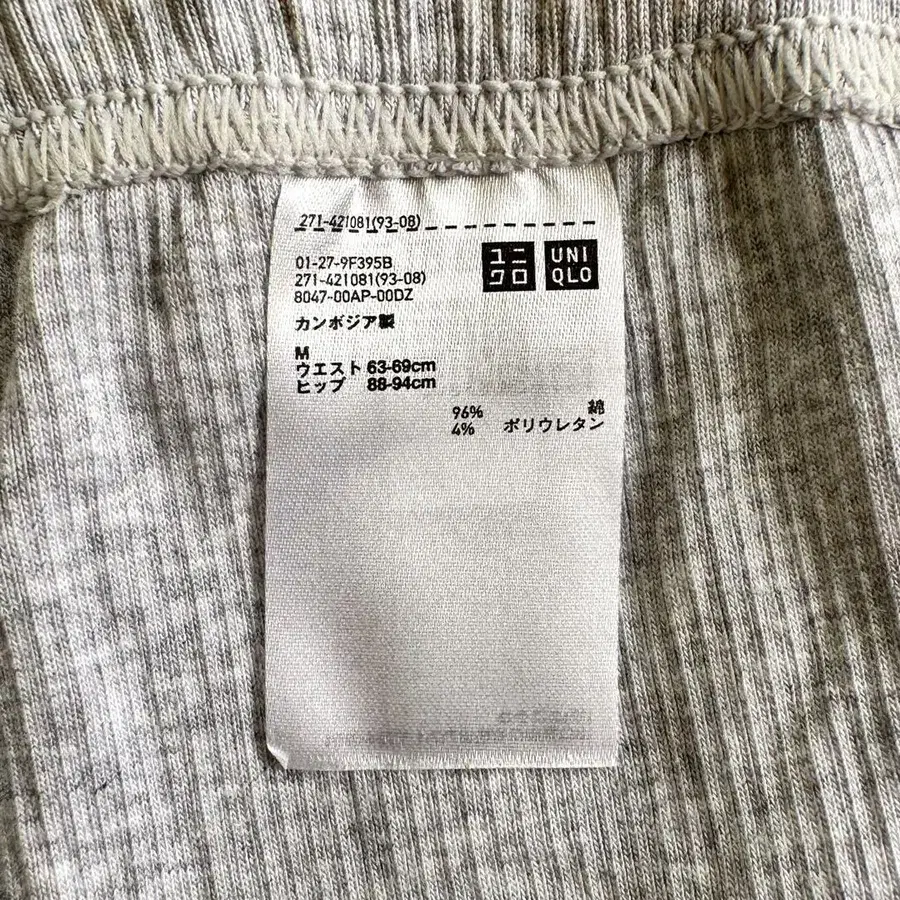 271-421081(93-08)
ユニ
クロ
UNI
QLO
01-27-9F395B
271-421081(93-08)
8047-00AP-00DZ
カンボジア製
M
ウエスト 63-69cm
ヒップ 88-94cm
96% 綿
4% ポリウレタン